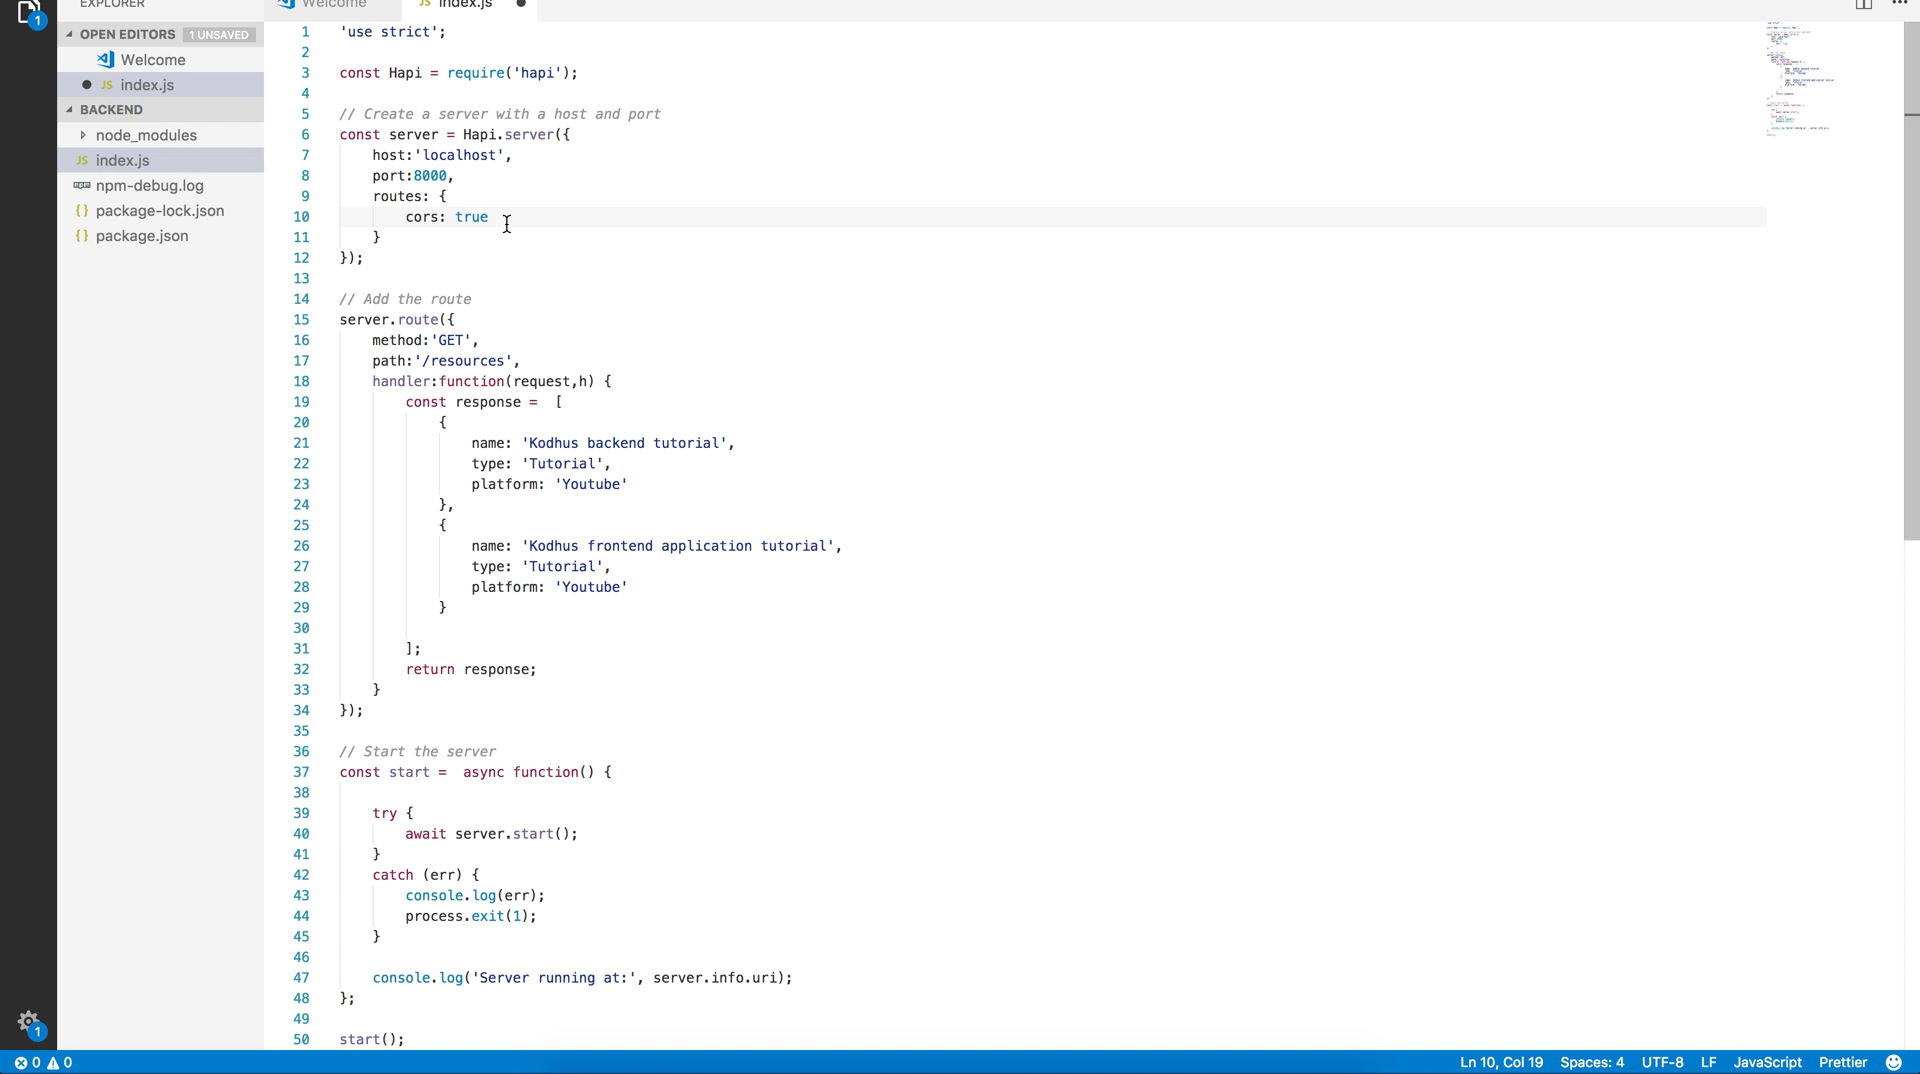 EXPLORER
Welcome
JS index.js
1
OPEN EDITORS 1 UNSAVED
Welcome
JS index.js
BACKEND
node_modules
JS index.js
npm npm-debug.log
{} package-lock.json
{} package.json
1 'use strict';
2
3 const Hapi = require('hapi');
4
5 // Create a server with a host and port
6 const server = Hapi.server({
7 host:'localhost',
8 port:8000,
9 routes: {
10 cors: true
11 }
12 });
13
14 // Add the route
15 server.route({
16 method:'GET',
17 path:'/resources',
18 handler:function(request,h) {
19 const response =  [
20 {
21 name: 'Kodhus backend tutorial',
22 type: 'Tutorial',
23 platform: 'Youtube'
24 },
25 {
26 name: 'Kodhus frontend application tutorial',
27 type: 'Tutorial',
28 platform: 'Youtube'
29 }
30
31 ];
32 return response;
33 }
34 });
35
36 // Start the server
37 const start =  async function() {
38
39 try {
40 await server.start();
41 }
42 catch (err) {
43 console.log(err);
44 process.exit(1);
45 }
46
47 console.log('Server running at:', server.info.uri);
48 };
49
50 start();
1
0 0 Ln 10, Col 19 Spaces: 4 UTF-8 LF JavaScript Prettier